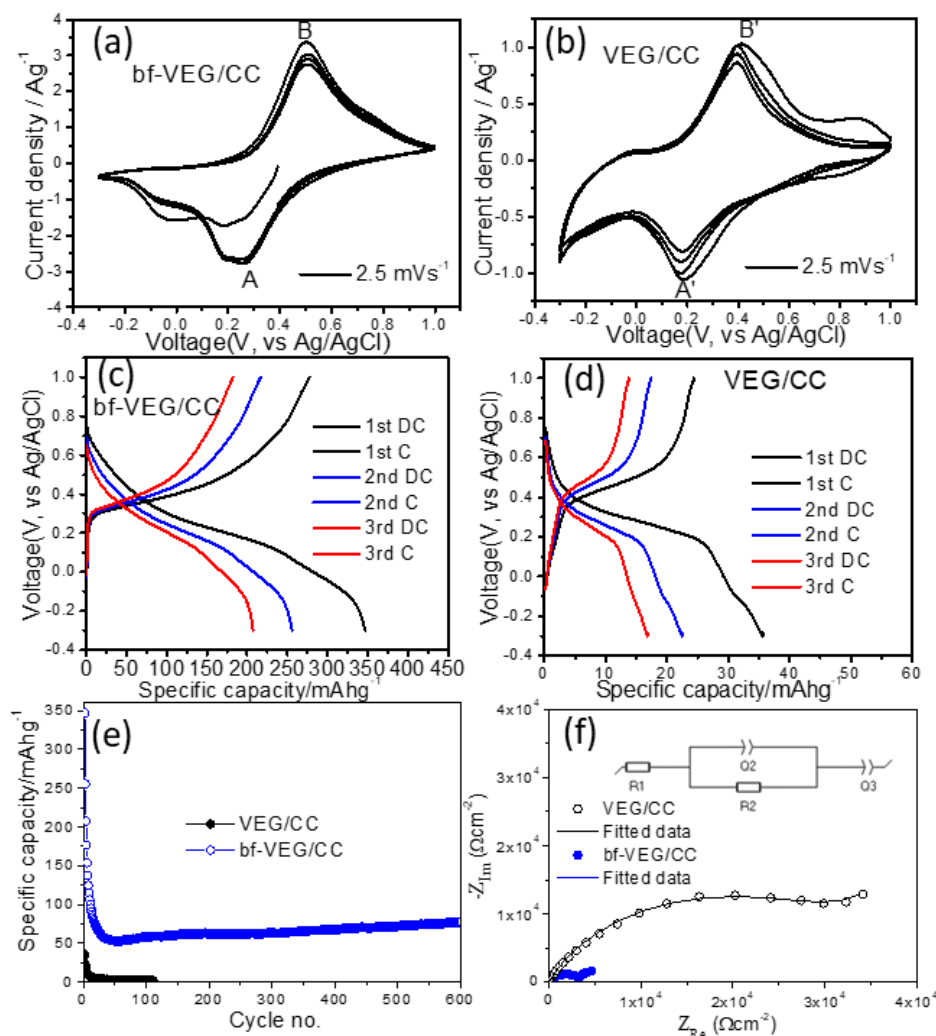 (a)
B
bf-VEG/CC
A
2.5 mVs⁻¹
4
3
2
1
0
-1
-2
-3
-4
-0.4 -0.2 0.0 0.2 0.4 0.6 0.8 1.0
Current density / Ag⁻¹
Voltage(V, vs Ag/AgCl)
(b)
B'
VEG/CC
A'
2.5 mVs⁻¹
1.0
0.5
0.0
-0.5
-1.0
-0.4 -0.2 0.0 0.2 0.4 0.6 0.8 1.0
Current density / Ag⁻¹
Voltage(V, vs Ag/AgCl)
(c)
bf-VEG/CC
1st DC
1st C
2nd DC
2nd C
3rd DC
3rd C
1.0
0.8
0.6
0.4
0.2
0.0
-0.2
-0.4
0 50 100 150 200 250 300 350 400 450
Voltage(V, vs Ag/AgCl)
Specific capacity/mAhg⁻¹
(d)
VEG/CC
1st DC
1st C
2nd DC
2nd C
3rd DC
3rd C
1.0
0.8
0.6
0.4
0.2
0.0
-0.2
-0.4
0 10 20 30 40 50 60
Voltage(V, vs Ag/AgCl)
Specific capacity/mAhg⁻¹
(e)
VEG/CC
bf-VEG/CC
350
300
250
200
150
100
50
0
0 100 200 300 400 500 600
Specific capacity/mAhg⁻¹
Cycle no.
(f)
Q2
R1
R2
Q3
VEG/CC
Fitted data
bf-VEG/CC
Fitted data
4x10⁴
3x10⁴
2x10⁴
1x10⁴
0
0 1x10⁴ 2x10⁴ 3x10⁴ 4x10⁴
-Z_Im (Ωcm⁻²)
Z_Re (Ωcm⁻²)